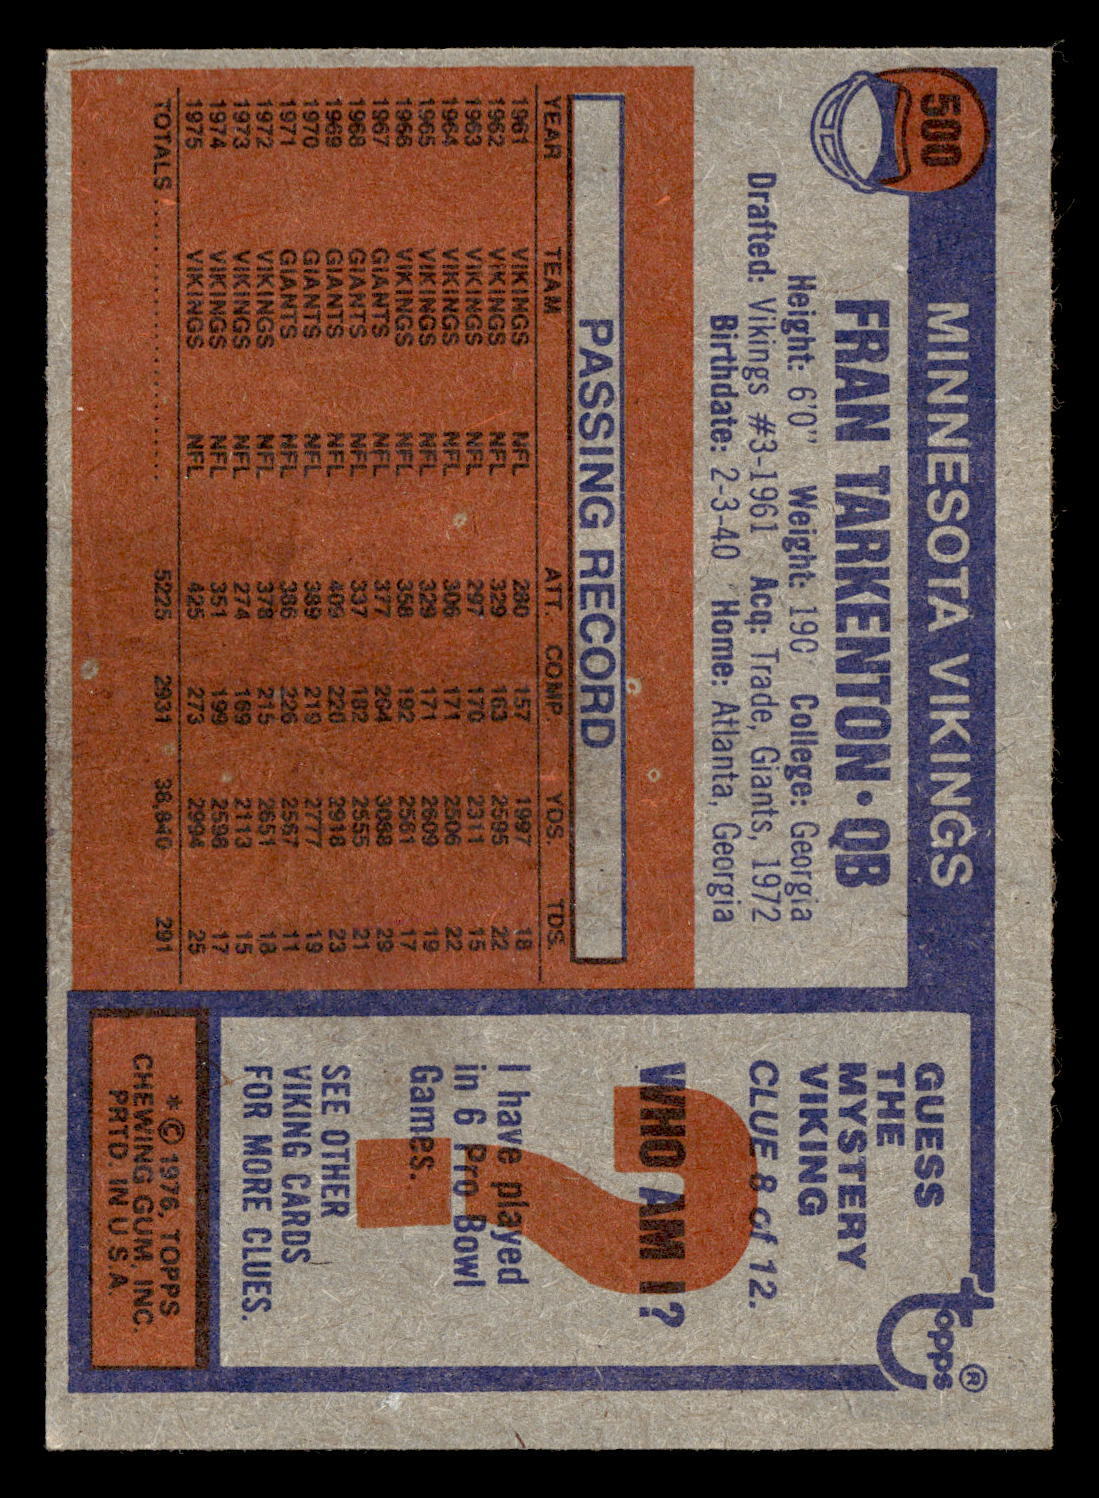 500
MINNESOTA VIKINGS
FRAN TARKENTON • QB
Height: 6'0" Weight: 190 College: Georgia
Drafted: Vikings #3-1961 Acq: Trade, Giants, 1972
Birthdate: 2-3-40 Home: Atlanta, Georgia
PASSING RECORD
YEAR TEAM ATT. COMP YDS. TDS
1961 VIKINGS NFL 280 157 1997 18
1962 VIKINGS NFL 329 163 2595 22
1963 VIKINGS NFL 297 170 2311 15
1964 VIKINGS NFL 306 171 2506 22
1965 VIKINGS NFL 329 171 2609 19
1966 VIKINGS NFL 358 192 2561 17
1967 GIANTS NFL 377 204 3088 29
1968 GIANTS NFL 337 182 2555 21
1969 GIANTS NFL 409 220 2918 23
1970 GIANTS NFL 389 219 2777 19
1971 GIANTS NFL 386 226 2567 11
1972 VIKINGS NFL 378 215 2651 18
1973 VIKINGS NFL 274 169 2113 15
1974 VIKINGS NFL 351 199 2598 17
1975 VIKINGS NFL 425 273 2994 25
TOTALS .......................... 5225 2931 38,840 291
topps ®
GUESS
THE
MYSTERY
VIKING
CLUE 8 of 12.
WHO AM I?
I have played
in 6 Pro Bowl
Games.
SEE OTHER
VIKING CARDS
FOR MORE CLUES.
* © 1976, TOPPS
CHEWING GUM, INC.
PRTD. IN U.S.A.